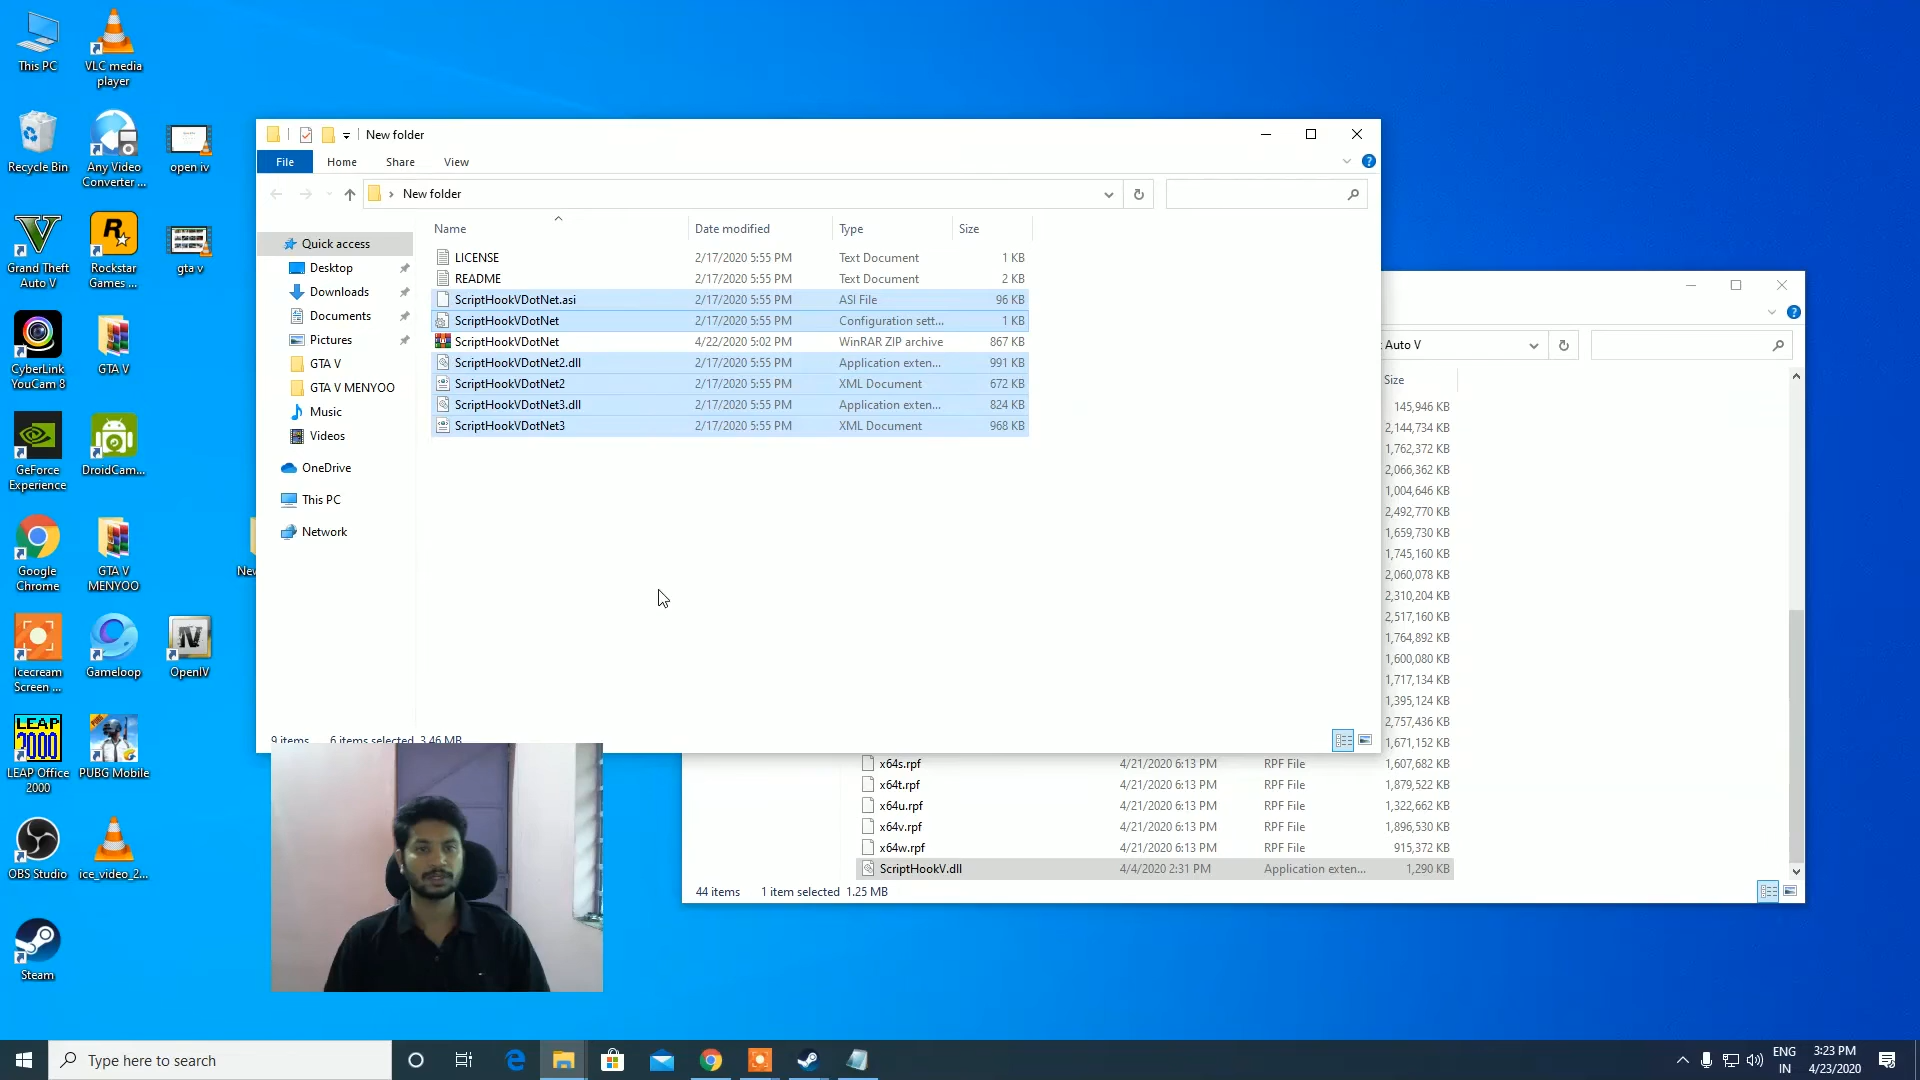 This PC
VLC media
player
Recycle Bin
Any Video
Converter ...
open iv
Grand Theft
Auto V
Rockstar
Games ...
gta v
CyberLink
YouCam 8
GTA V
GeForce
Experience
DroidCam...
Google
Chrome
GTA V
MENYOO
Icecream
Screen ...
Gameloop
OpenIV
LEAP
2000
LEAP Office
2000
PUBG
PUBG Mobile
OBS Studio
ice_video_2...
Steam
New folder
File
Home
Share
View
New folder
Quick access
Desktop
Downloads
Documents
Pictures
GTA V
GTA V MENYOO
Music
Videos
OneDrive
This PC
Network
Name Date modified Type Size
LICENSE 2/17/2020 5:55 PM Text Document 1 KB
README 2/17/2020 5:55 PM Text Document 2 KB
ScriptHookVDotNet.asi 2/17/2020 5:55 PM ASI File 96 KB
ScriptHookVDotNet 2/17/2020 5:55 PM Configuration sett... 1 KB
ScriptHookVDotNet 4/22/2020 5:02 PM WinRAR ZIP archive 867 KB
ScriptHookVDotNet2.dll 2/17/2020 5:55 PM Application exten... 991 KB
ScriptHookVDotNet2 2/17/2020 5:55 PM XML Document 672 KB
ScriptHookVDotNet3.dll 2/17/2020 5:55 PM Application exten... 824 KB
ScriptHookVDotNet3 2/17/2020 5:55 PM XML Document 968 KB
9 items 6 items selected 3.46 MB
Auto V
Size
145,946 KB
2,144,734 KB
1,762,372 KB
2,066,362 KB
1,004,646 KB
2,492,770 KB
1,659,730 KB
1,745,160 KB
2,060,078 KB
2,310,204 KB
2,517,160 KB
1,764,892 KB
1,600,080 KB
1,717,134 KB
1,395,124 KB
2,757,436 KB
1,671,152 KB
x64s.rpf 4/21/2020 6:13 PM RPF File 1,607,682 KB
x64t.rpf 4/21/2020 6:13 PM RPF File 1,879,522 KB
x64u.rpf 4/21/2020 6:13 PM RPF File 1,322,662 KB
x64v.rpf 4/21/2020 6:13 PM RPF File 1,896,530 KB
x64w.rpf 4/21/2020 6:13 PM RPF File 915,372 KB
ScriptHookV.dll 4/4/2020 2:31 PM Application exten... 1,290 KB
44 items 1 item selected 1.25 MB
Type here to search
ENG
IN
3:23 PM
4/23/2020